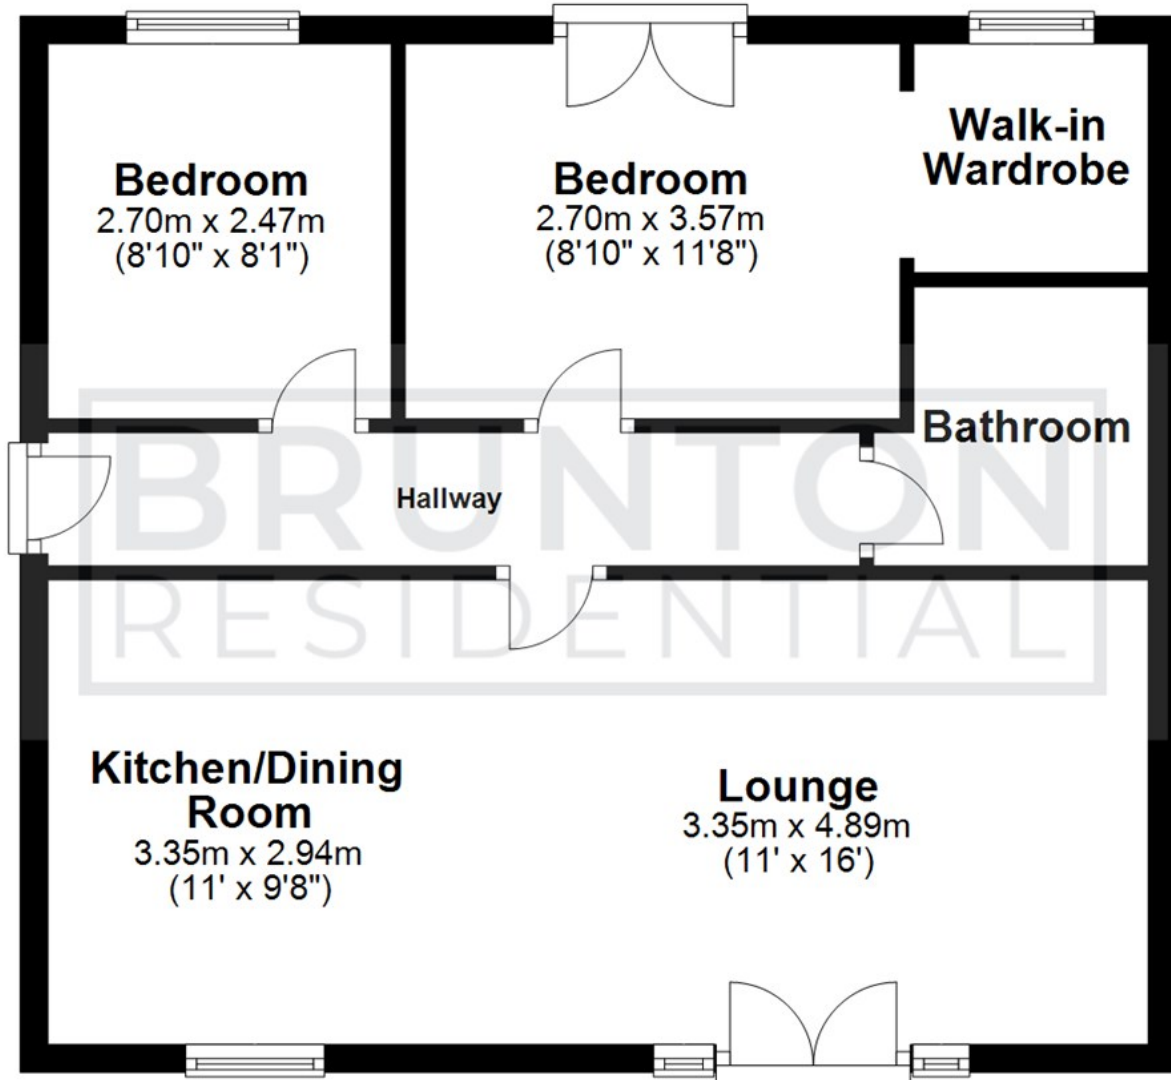 Bedroom
2.70m x 2.47m
(8'10" x 8'1")
Bedroom
2.70m x 3.57m
(8'10" x 11'8")
Walk-in
Wardrobe
Bathroom
Hallway
BRUNTON
RESIDENTIAL
Kitchen/Dining
Room
3.35m x 2.94m
(11' x 9'8")
Lounge
3.35m x 4.89m
(11' x 16')